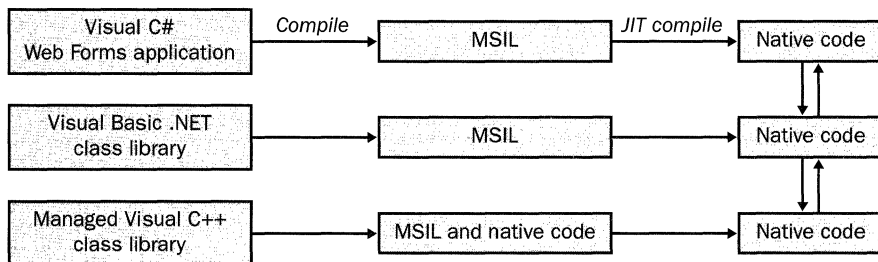 Visual C#
Web Forms application
Compile
MSIL
JIT compile
Native code
Visual Basic .NET
class library
MSIL
Native code
Managed Visual C++
class library
MSIL and native code
Native code